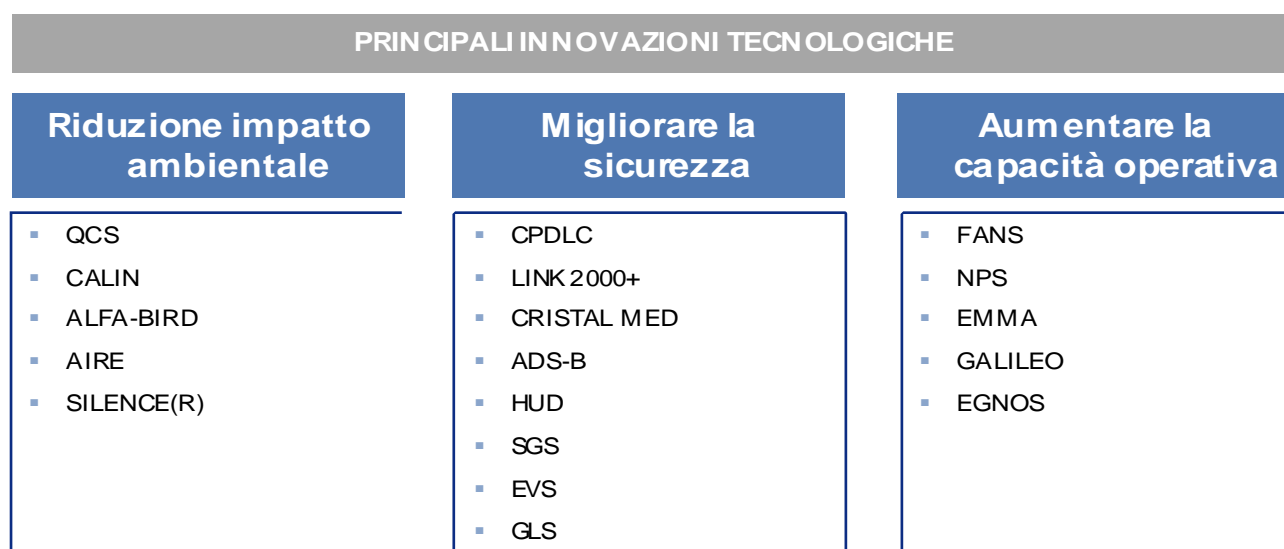 PRINCIPALI INNOVAZIONI TECNOLOGICHE
Riduzione impatto
ambientale
QCS
CALIN
ALFA-BIRD
AIRE
SILENCE(R)
Migliorare la
sicurezza
CPDLC
LINK 2000+
CRISTAL MED
ADS-B
HUD
SGS
EVS
GLS
Aumentare la
capacità operativa
FANS
NPS
EMMA
GALILEO
EGNOS